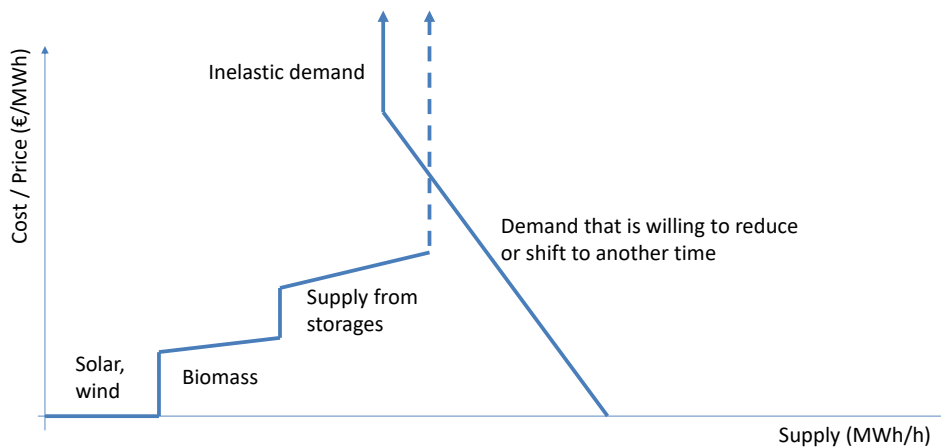 Cost / Price (€/MWh)
Inelastic demand
Demand that is willing to reduce
or shift to another time
Supply from
storages
Solar,
wind
Biomass
Supply (MWh/h)